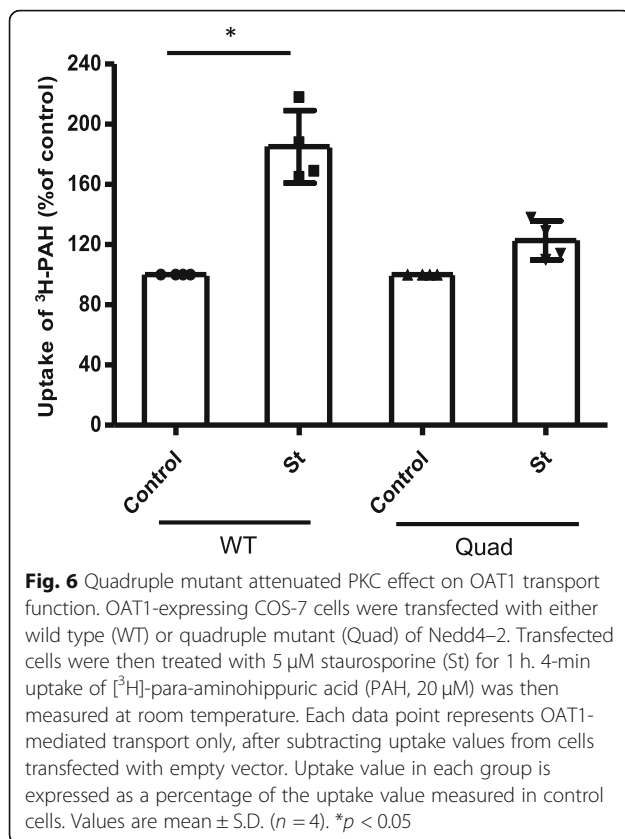 *
240
200
160
120
80
40
0
Uptake of ³H-PAH (%of control)
Control
St
Control
St
WT
Quad
Fig. 6 Quadruple mutant attenuated PKC effect on OAT1 transport
function. OAT1-expressing COS-7 cells were transfected with either
wild type (WT) or quadruple mutant (Quad) of Nedd4–2. Transfected
cells were then treated with 5 μM staurosporine (St) for 1 h. 4-min
uptake of [³H]-para-aminohippuric acid (PAH, 20 μM) was then
measured at room temperature. Each data point represents OAT1-
mediated transport only, after subtracting uptake values from cells
transfected with empty vector. Uptake value in each group is
expressed as a percentage of the uptake value measured in control
cells. Values are mean ± S.D. (n = 4). *p < 0.05